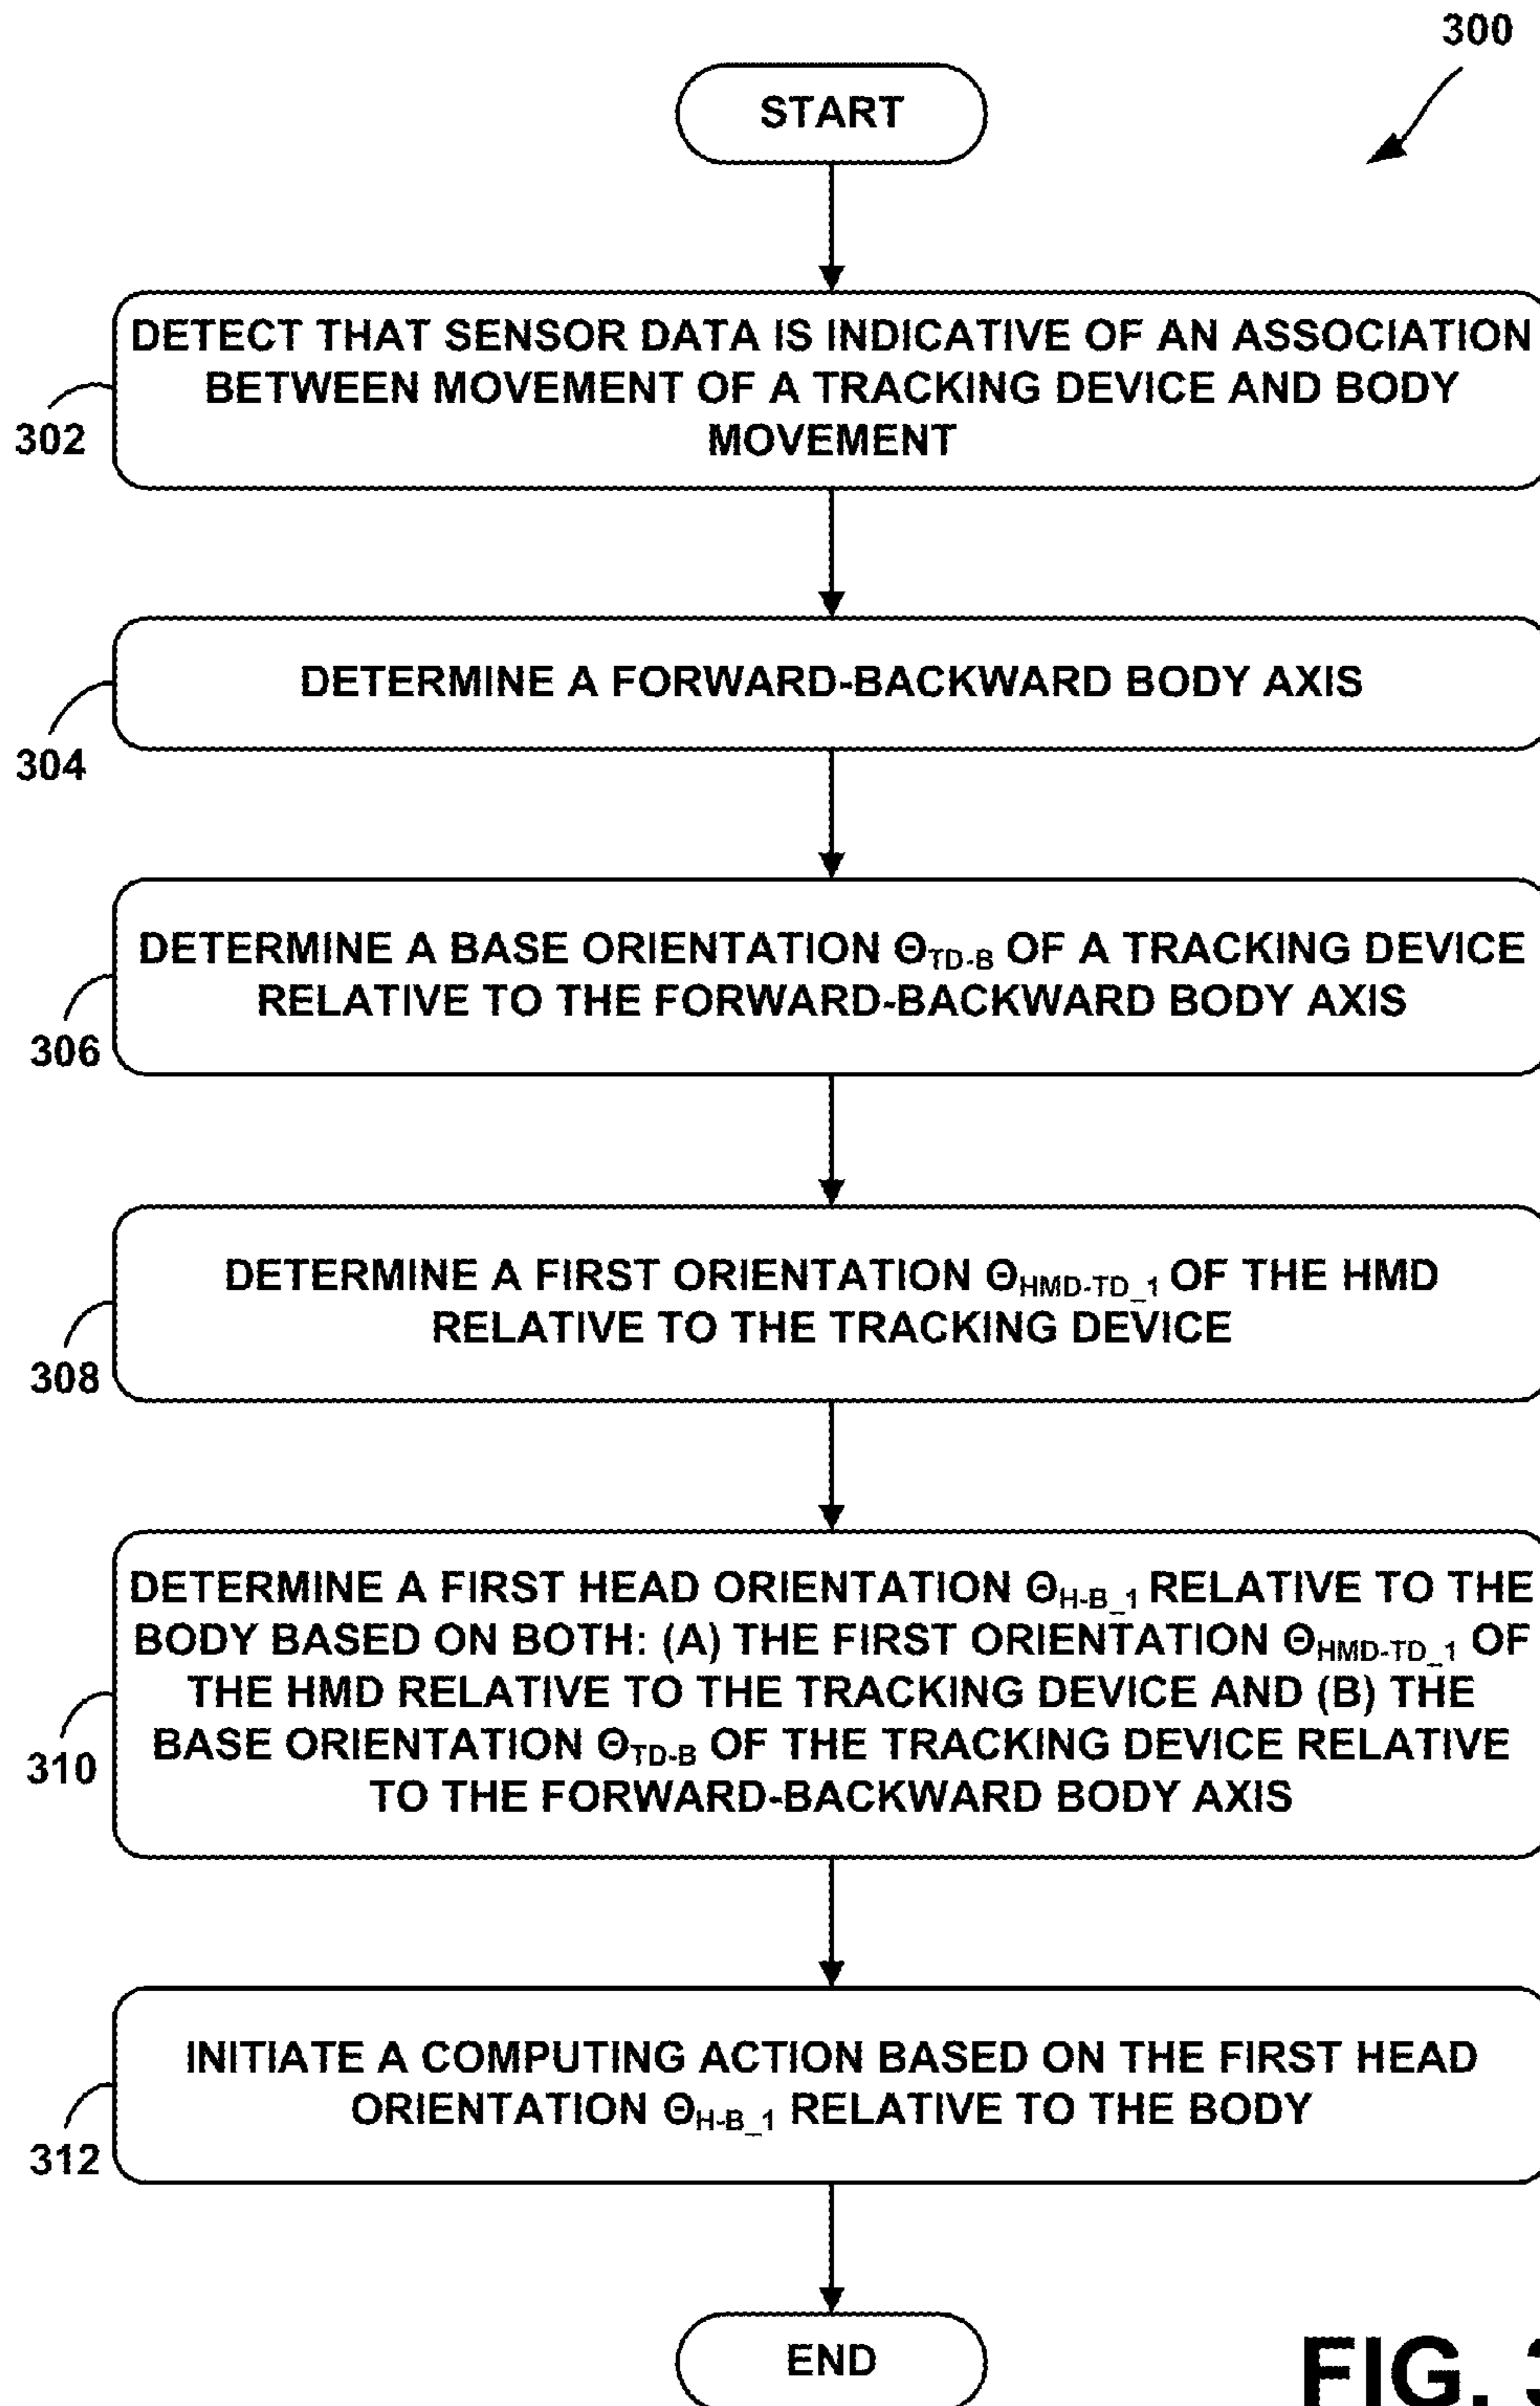 300
START
DETECT THAT SENSOR DATA IS INDICATIVE OF AN ASSOCIATION
BETWEEN MOVEMENT OF A TRACKING DEVICE AND BODY
MOVEMENT
302
DETERMINE A FORWARD-BACKWARD BODY AXIS
304
DETERMINE A BASE ORIENTATION ΘTD-B OF A TRACKING DEVICE
RELATIVE TO THE FORWARD-BACKWARD BODY AXIS
306
DETERMINE A FIRST ORIENTATION ΘHMD-TD_1 OF THE HMD
RELATIVE TO THE TRACKING DEVICE
308
DETERMINE A FIRST HEAD ORIENTATION ΘH-B_1 RELATIVE TO THE
BODY BASED ON BOTH: (A) THE FIRST ORIENTATION ΘHMD-TD_1 OF
THE HMD RELATIVE TO THE TRACKING DEVICE AND (B) THE
BASE ORIENTATION ΘTD-B OF THE TRACKING DEVICE RELATIVE
TO THE FORWARD-BACKWARD BODY AXIS
310
INITIATE A COMPUTING ACTION BASED ON THE FIRST HEAD
ORIENTATION ΘH-B_1 RELATIVE TO THE BODY
312
END
FIG. 3